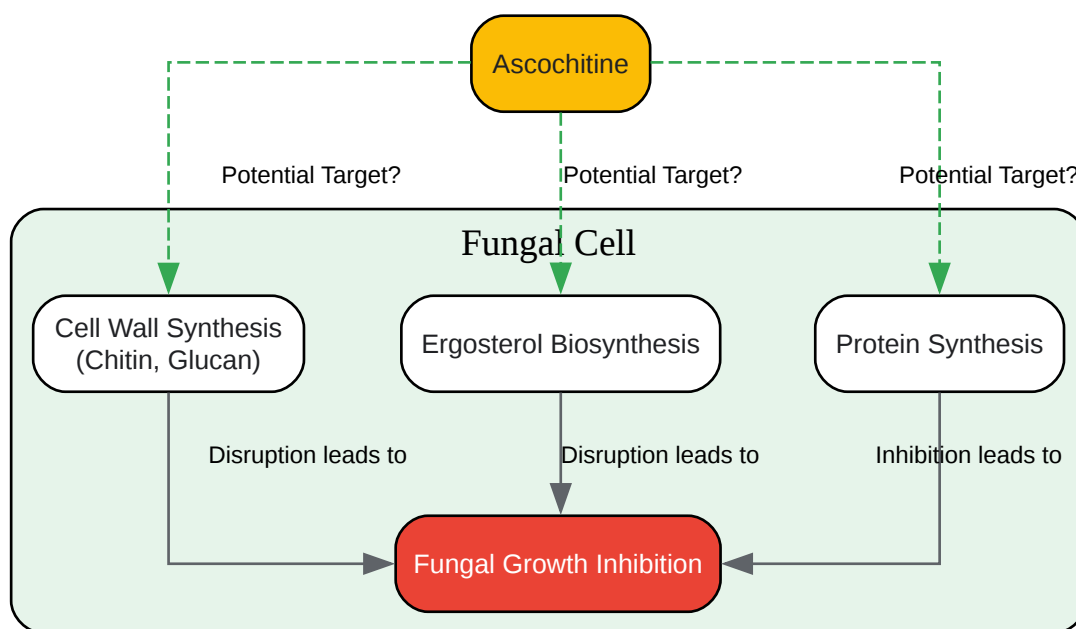 Ascochitine
Potential Target?
Potential Target?
Potential Target?
Fungal Cell
Cell Wall Synthesis
(Chitin, Glucan)
Ergosterol Biosynthesis
Protein Synthesis
Disruption leads to
Disruption leads to
Inhibition leads to
Fungal Growth Inhibition